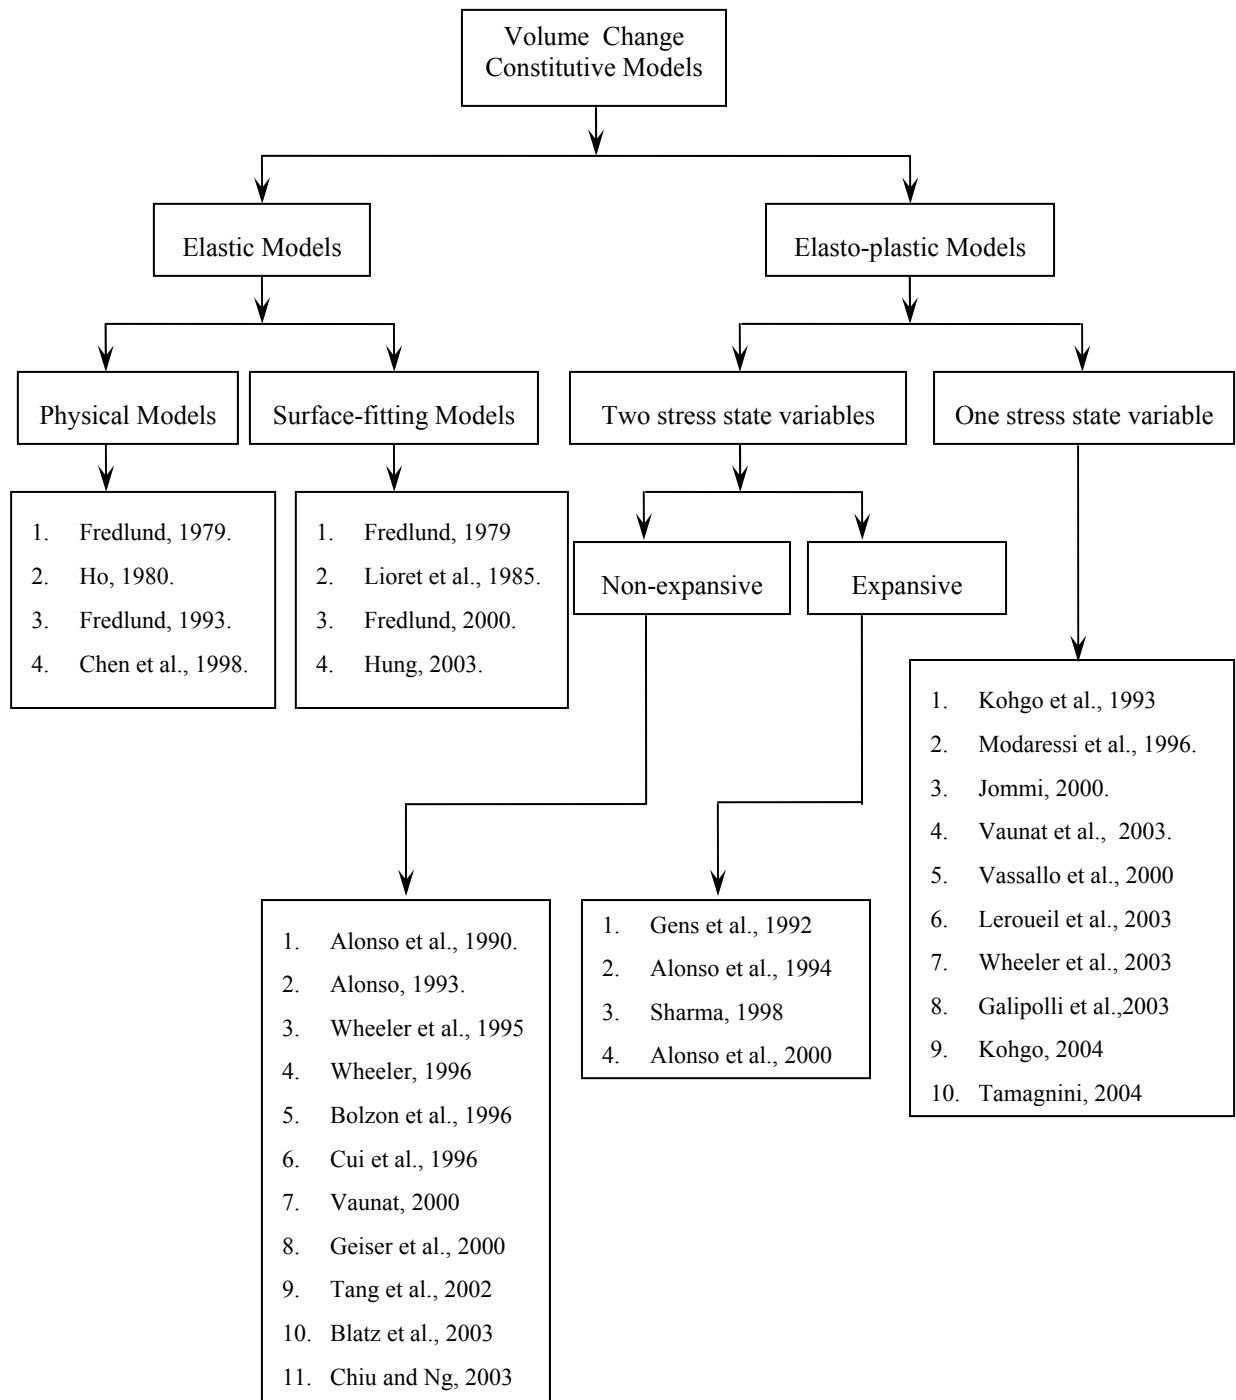 Volume Change
Constitutive Models
Elastic Models
Elasto-plastic Models
Physical Models
Surface-fitting Models
Two stress state variables
One stress state variable
1. Fredlund, 1979.
2. Ho, 1980.
3. Fredlund, 1993.
4. Chen et al., 1998.
1. Fredlund, 1979
2. Lioret et al., 1985.
3. Fredlund, 2000.
4. Hung, 2003.
Non-expansive
Expansive
1. Kohgo et al., 1993
2. Modaressi et al., 1996.
3. Jommi, 2000.
4. Vaunat et al., 2003.
5. Vassallo et al., 2000
6. Leroueil et al., 2003
7. Wheeler et al., 2003
8. Galipolli et al.,2003
9. Kohgo, 2004
10. Tamagnini, 2004
1. Alonso et al., 1990.
2. Alonso, 1993.
3. Wheeler et al., 1995
4. Wheeler, 1996
5. Bolzon et al., 1996
6. Cui et al., 1996
7. Vaunat, 2000
8. Geiser et al., 2000
9. Tang et al., 2002
10. Blatz et al., 2003
11. Chiu and Ng, 2003
1. Gens et al., 1992
2. Alonso et al., 1994
3. Sharma, 1998
4. Alonso et al., 2000